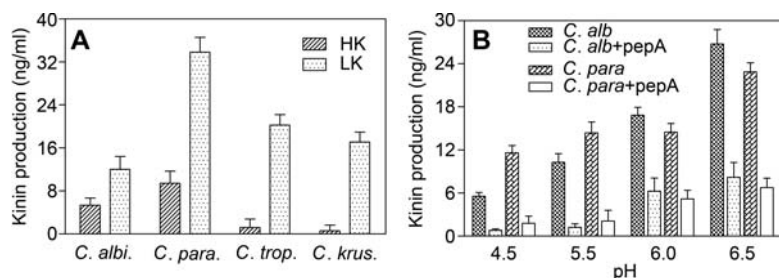 A
Kinin production (ng/ml)
40
32
24
16
8
0
HK
LK
C. albi. C. para. C. trop. C. krus.
B
Kinin production (ng/ml)
30
24
18
12
6
0
C. alb
C. alb+pepA
C. para
C. para+pepA
4.5 5.5 6.0 6.5
pH